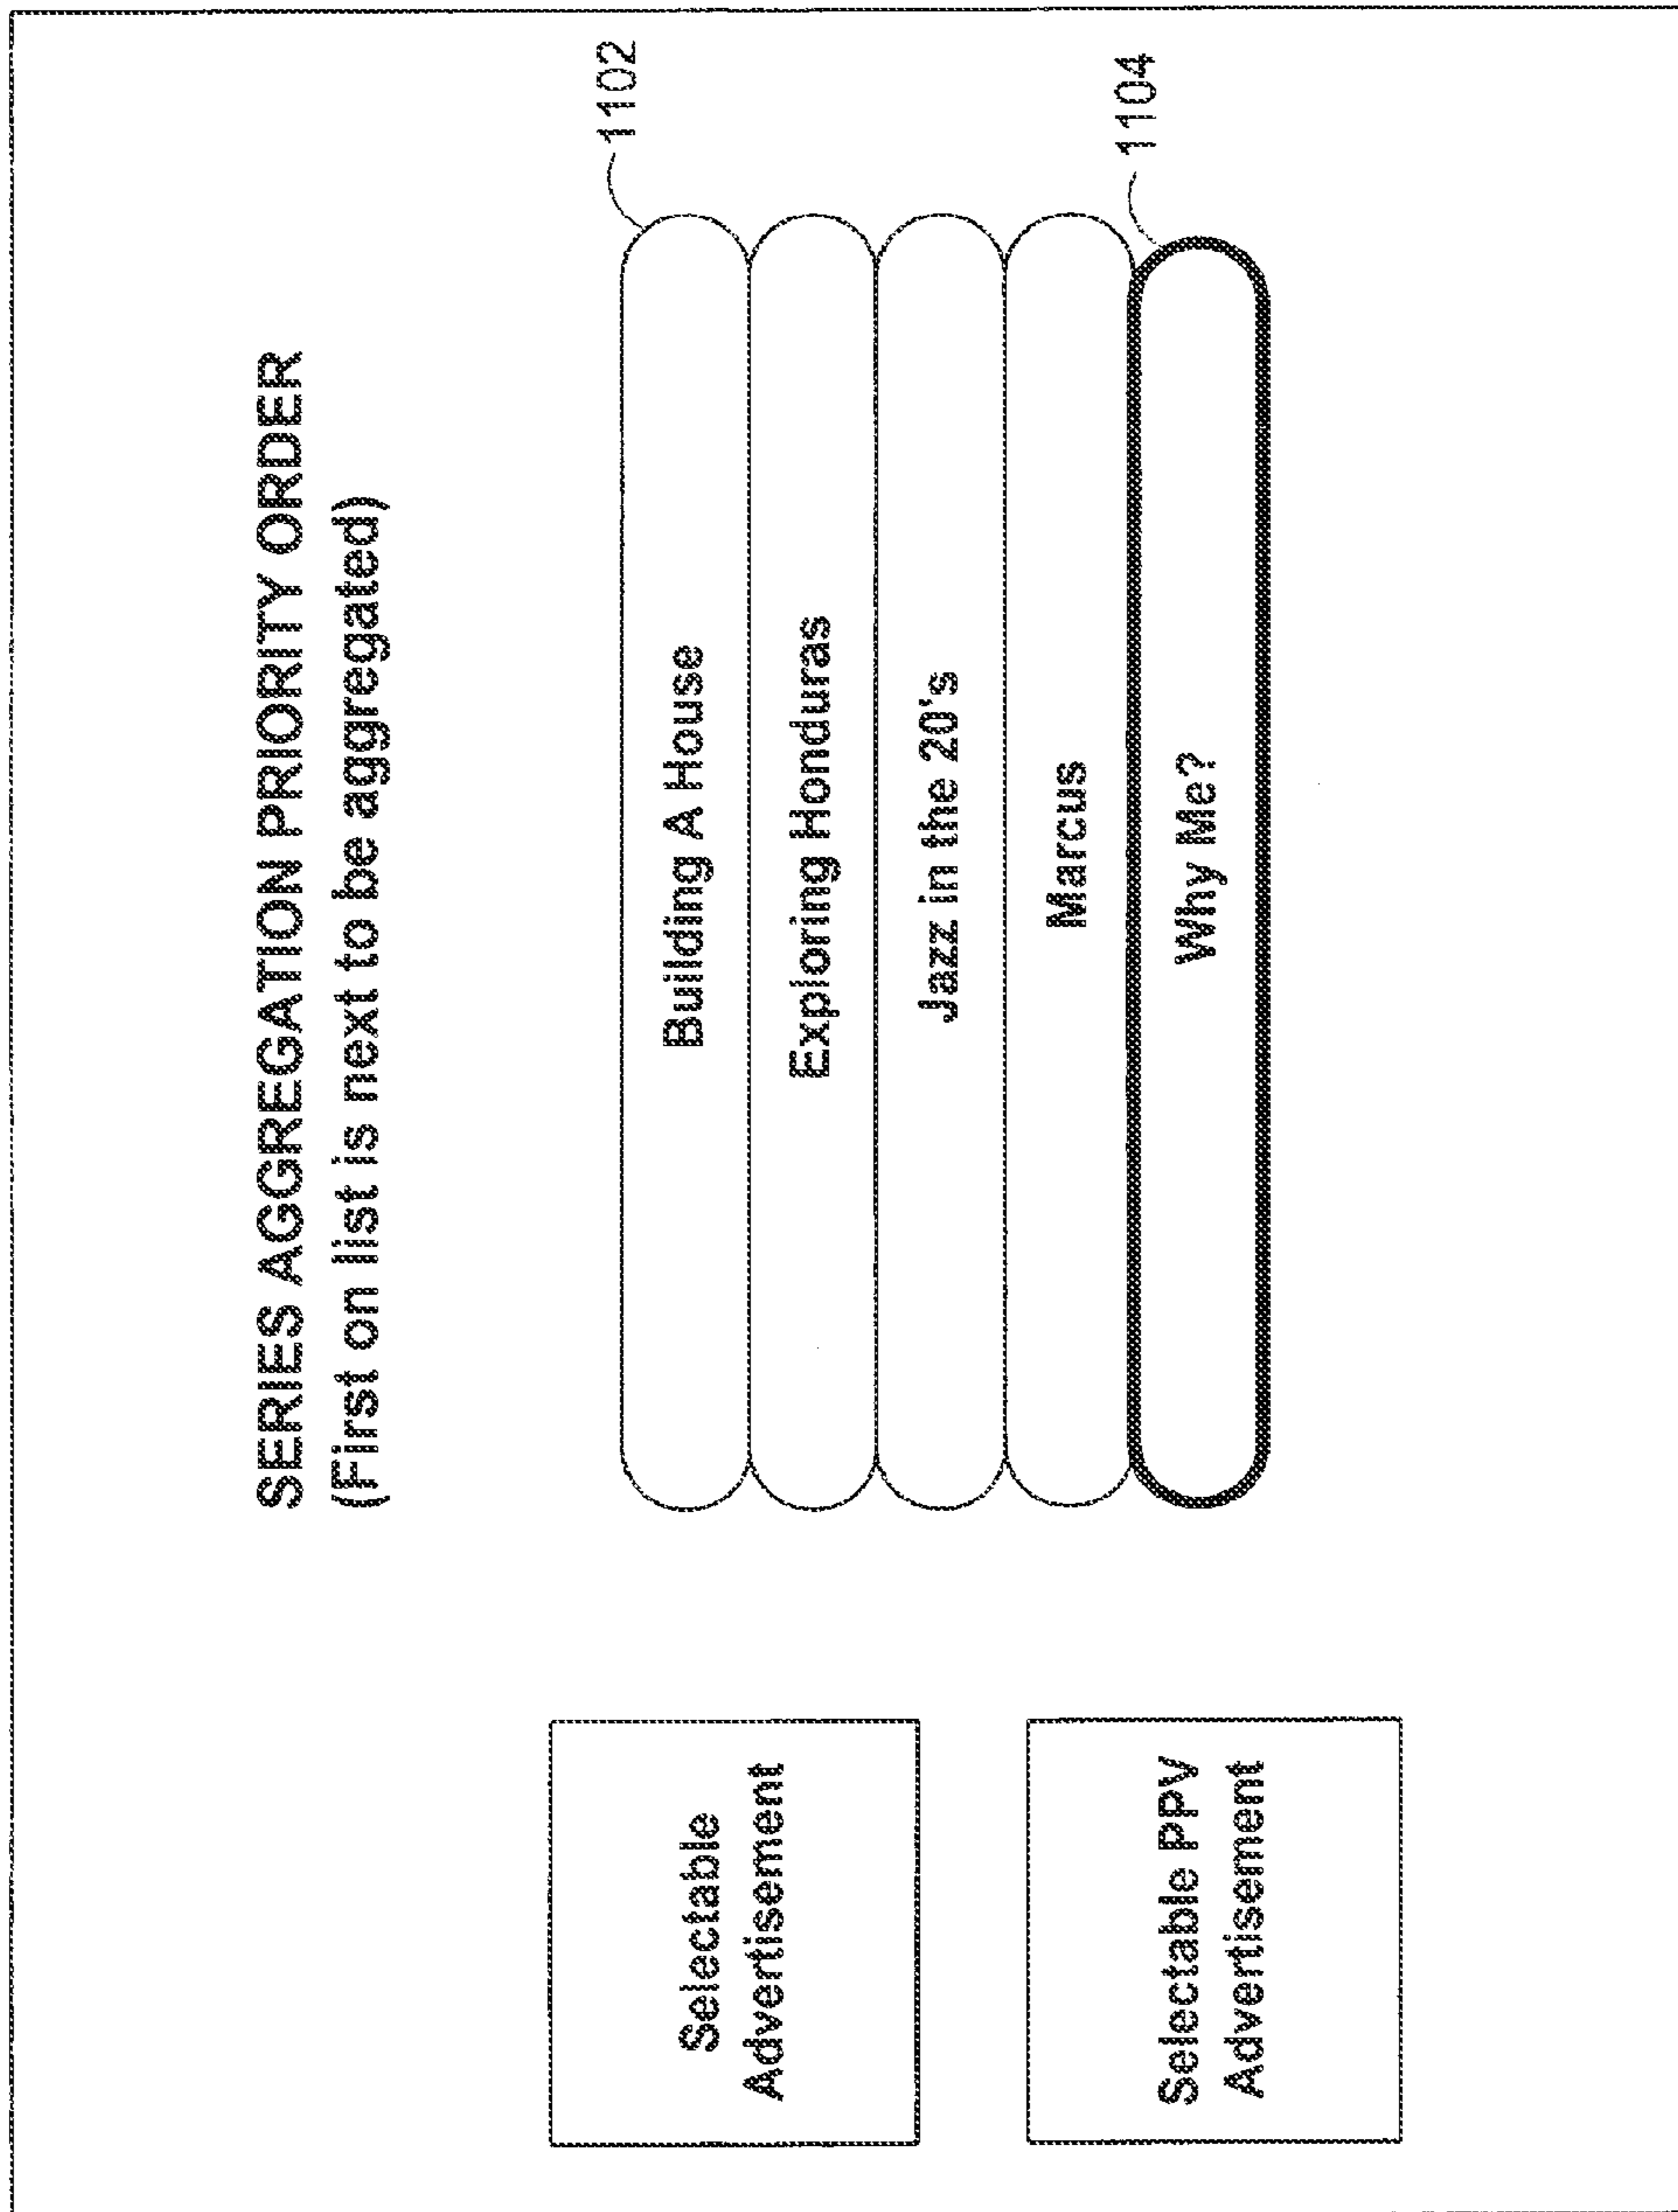 SERIES AGGREGATION PRIORITY ORDER
(First on list is next to be aggregated)
Selectable
Advertisement
Selectable PPV
Advertisement
Building A House
Exploring Honduras
Jazz in the 20's
Marcus
Why Me?
1102
1104